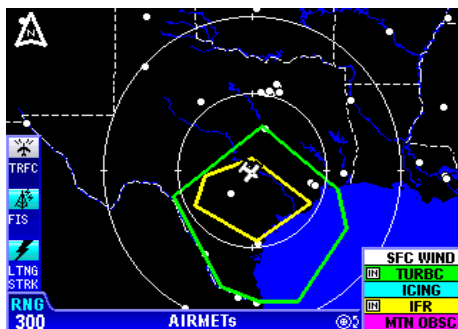 N
TRFC
FIS
LTNG
STRK
RNG
300
AIRMETs
SFC WIND
IN TURBC
ICING
IN IFR
MTN OBSC